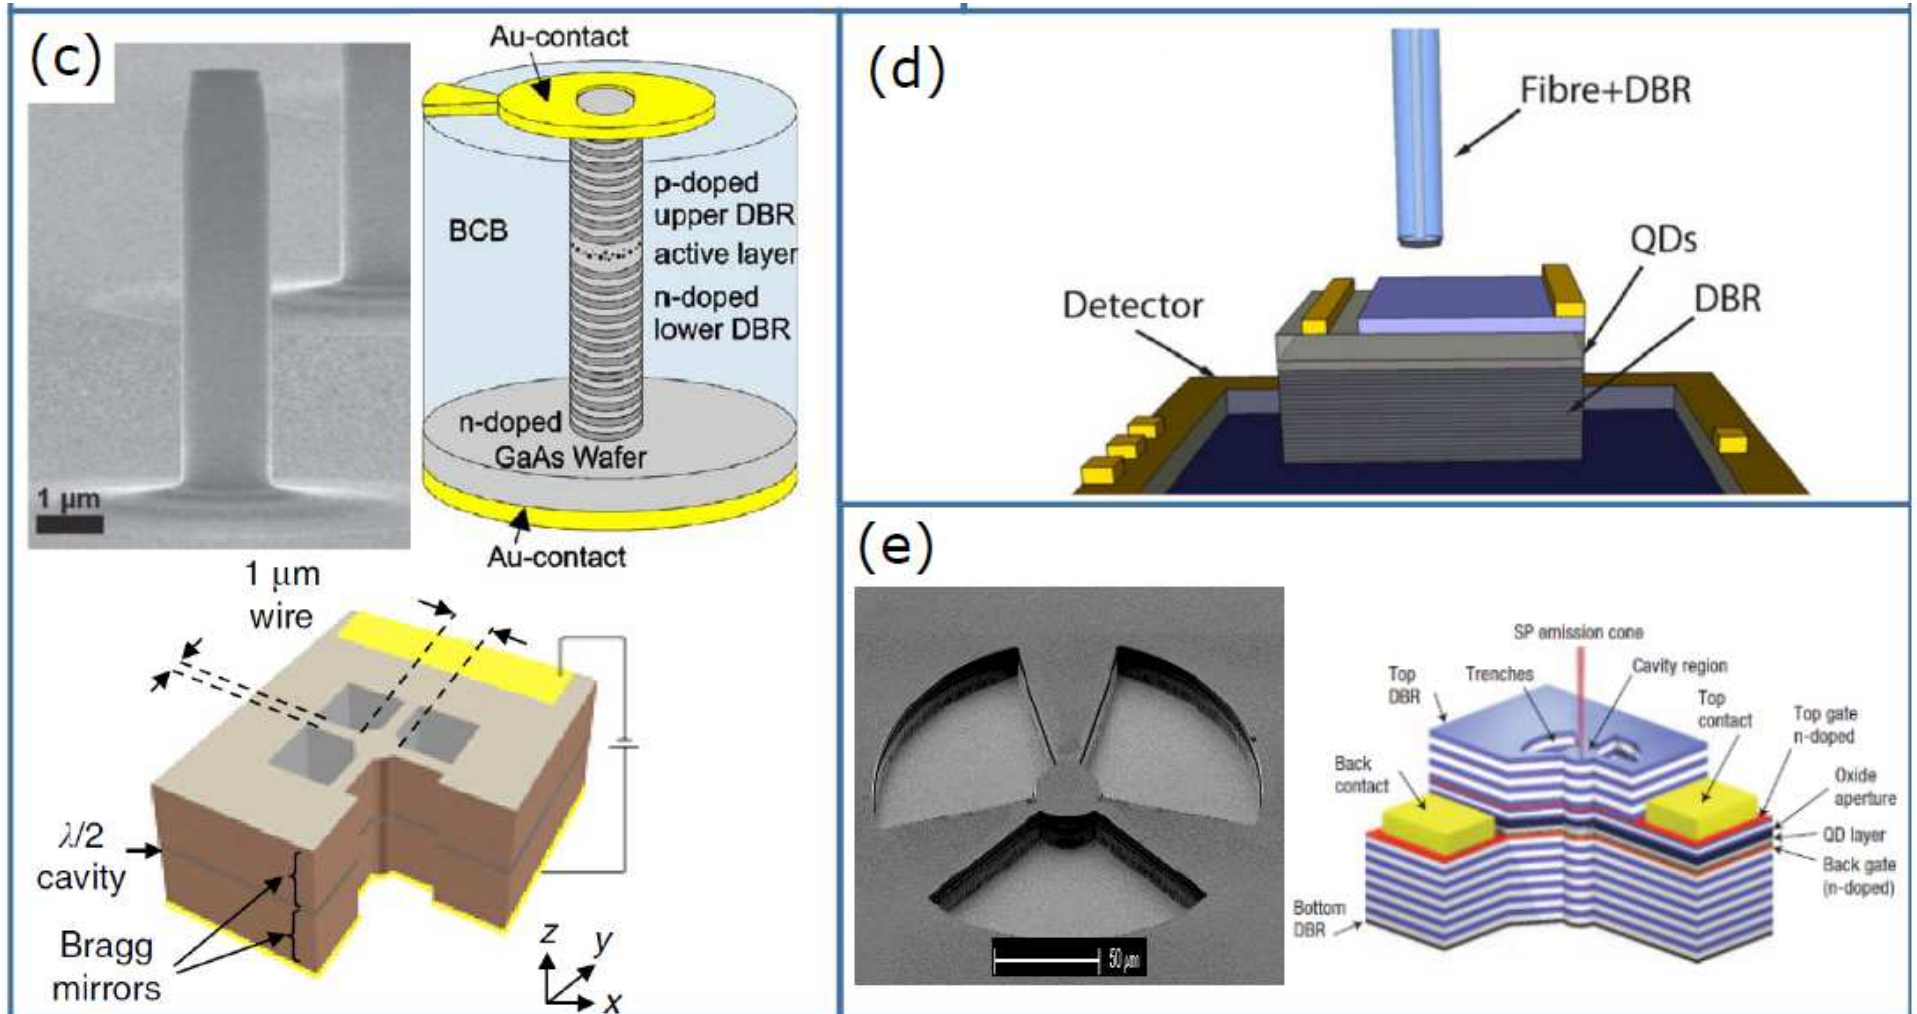 (c)
1 µm
Au-contact
BCB
p-doped
upper DBR
active layer
n-doped
lower DBR
n-doped
GaAs Wafer
Au-contact
1 µm
wire
λ/2
cavity
Bragg
mirrors
z
y
x
(d)
Fibre+DBR
QDs
DBR
Detector
(e)
50 µm
SP emission cone
Cavity region
Trenches
Top
DBR
Top
contact
Top gate
n-doped
Back
contact
Oxide
aperture
QD layer
Back gate
(n-doped)
Bottom
DBR